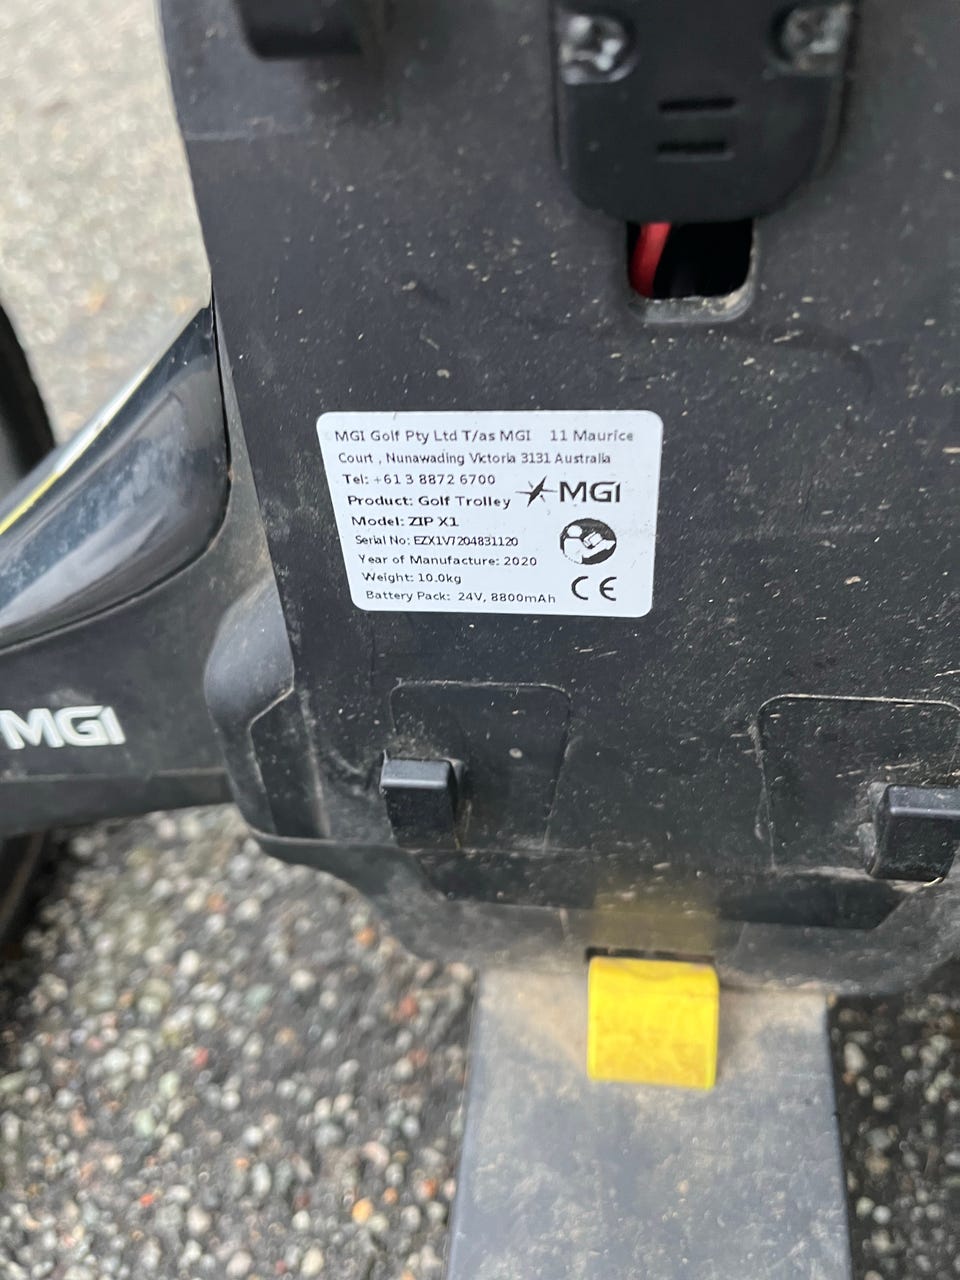 MGI Golf Pty Ltd T/as MGI 11 Maurice
Court , Nunawading Victoria 3131 Australia
Tel: +61 3 8872 6700
Product: Golf Trolley
MGI
Model: ZIP X1
Serial No: EZX1V7204831120
Year of Manufacture: 2020
Weight: 10.0kg
CE
Battery Pack: 24V, 8800mAh
MGI